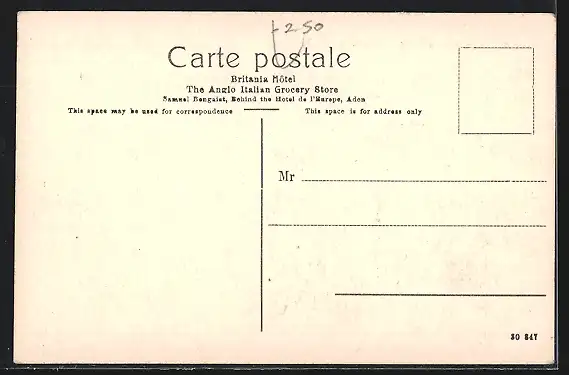 -2.50
Carte postale
Britania Hôtel
The Anglo Italian Grocery Store
Samuel Bengaist, Behind the Hotel de l'Europe, Aden
This space may be used for correspondence
This space is for address only
Mr
30 847